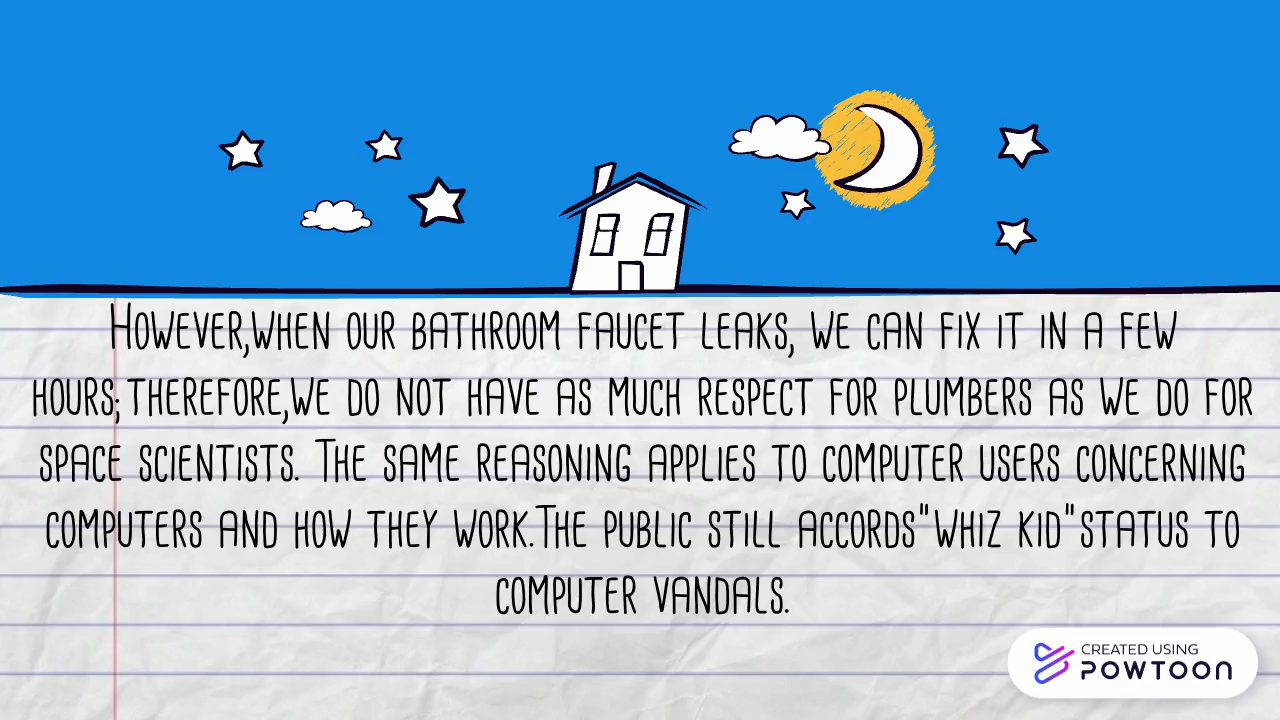 However,when our bathroom faucet leaks, we can fix it in a few
hours;therefore,we do not have as much respect for plumbers as we do for
space scientists. The same reasoning applies to computer users concerning
computers and how they work.The public still accords"whiz kid"status to
computer vandals.
CREATED USING
POWTOON